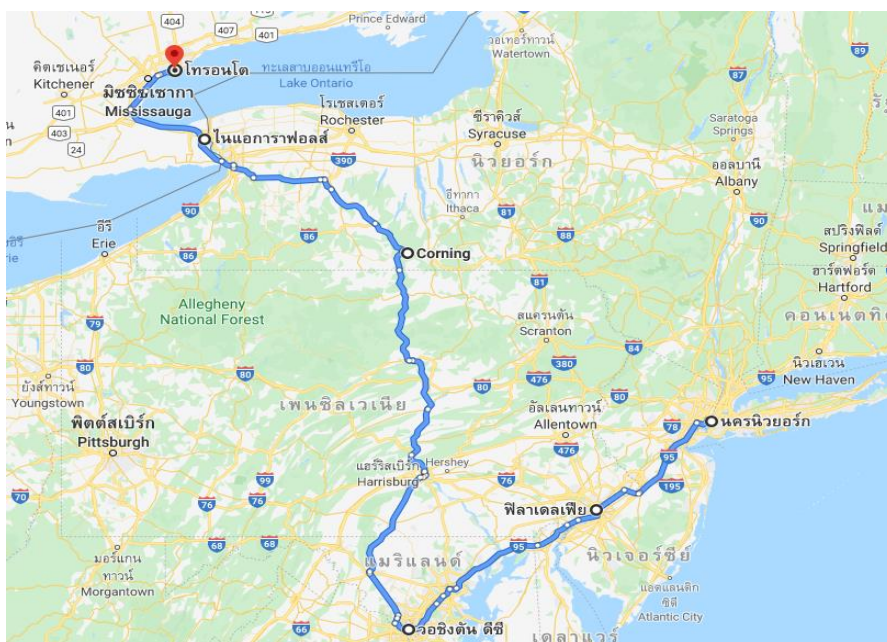 404
407
Prince Edward
คิตเชเนอร์
Kitchener
โทรอนโต
ทะเลสาบออนแทรีโอ
Lake Ontario
วอเทอร์ทาวน์
Watertown
89
87
401
มิซซิซเซากา
Mississauga
403
24
ไนแอการาฟอลส์
โรเชสเตอร์
Rochester
ซีราคิวส์
Syracuse
Saratoga
Springs
390
นิวยอร์ก
ออลบานี
Albany
อีทากา
Ithaca
81
90
90
อีรี
Erie
86
86
88
Corning
สปริงฟิลด์
Springfield
ฮาร์ตฟอร์ด
Hartford
81
คอนเนตทิ
Allegheny
National Forest
79
สแครนตัน
Scranton
84
นิวเฮเวน
New Haven
80
80
80
380
476
95
ยังส์ทาวน์
Youngstown
เพนซิลเวเนีย
80
อัลเลนทาวน์
Allentown
78
นครนิวยอร์ก
พิตต์สเบิร์ก
Pittsburgh
476
95
แฮร์ริสเบิร์ก
Harrisburg
Hershey
99
76
76
195
70
76
ฟิลาเดลเฟีย
68
68
95
นิวเจอร์ซีย์
มอร์แกน
ทาวน์
Morgantown
แมริแลนด์
แอตแลนติก
ซิตี
Atlantic City
66
วอชิงตัน ดีซี
เดลาแวร์